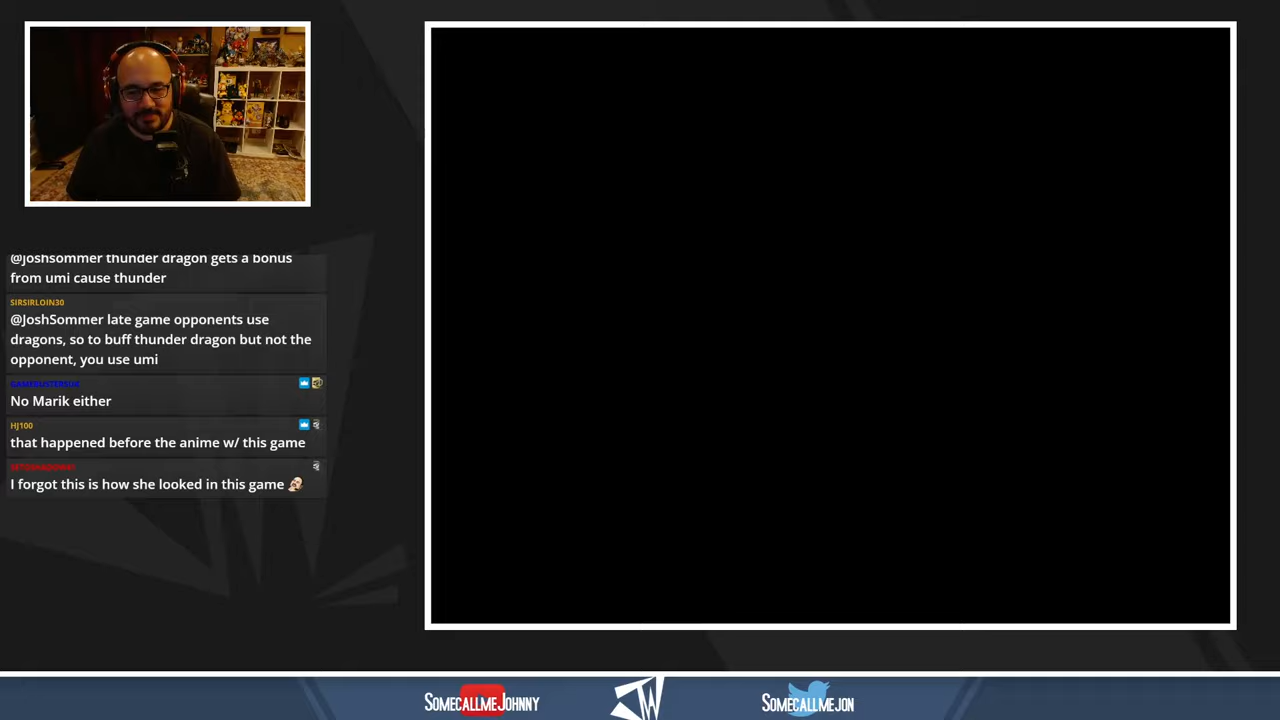 @joshsommer thunder dragon gets a bonus
from umi cause thunder
SIRSIRLOIN30
@JoshSommer late game opponents use
dragons, so to buff thunder dragon but not the
opponent, you use umi
No Marik either
HJ100
that happened before the anime w/ this game
I forgot this is how she looked in this game
SOMECALLMEJOHNNY
SOMECALLMEJON